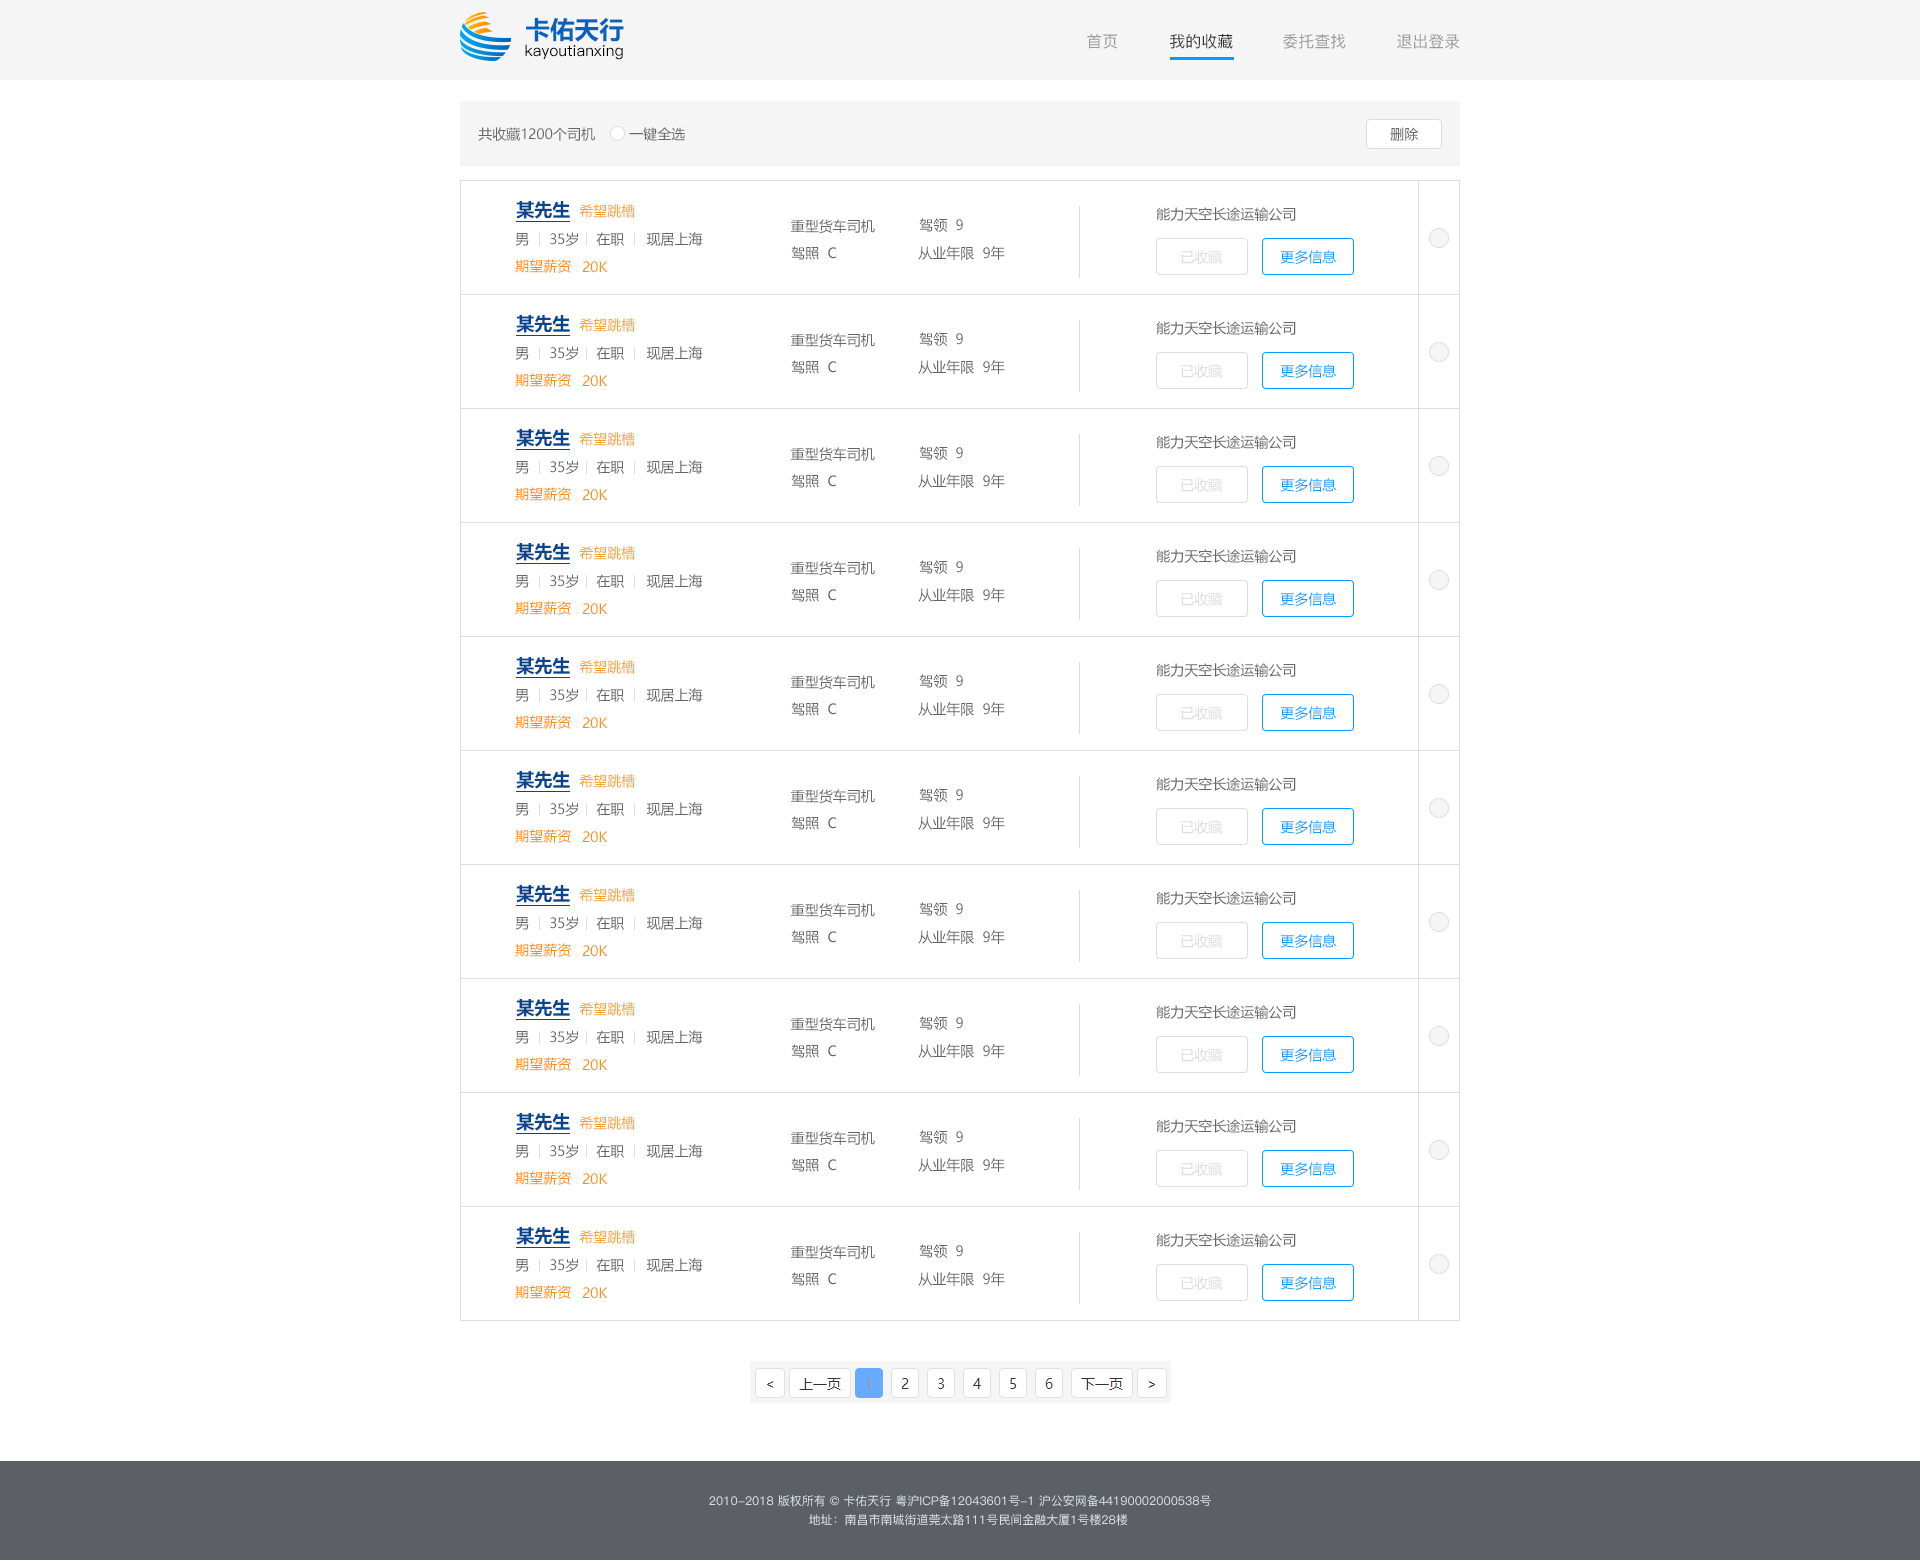 卡佑天行
kayoutianxing
首页 我的收藏 委托查找 退出登录
共收藏1200个司机 一键全选 删除
某先生 希望跳槽
男 35岁 在职 现居上海
期望薪资 20K
重型货车司机 驾领 9
驾照 C 从业年限 9年
能力天空长途运输公司
已收藏 更多信息
某先生 希望跳槽
男 35岁 在职 现居上海
期望薪资 20K
重型货车司机 驾领 9
驾照 C 从业年限 9年
能力天空长途运输公司
已收藏 更多信息
某先生 希望跳槽
男 35岁 在职 现居上海
期望薪资 20K
重型货车司机 驾领 9
驾照 C 从业年限 9年
能力天空长途运输公司
已收藏 更多信息
某先生 希望跳槽
男 35岁 在职 现居上海
期望薪资 20K
重型货车司机 驾领 9
驾照 C 从业年限 9年
能力天空长途运输公司
已收藏 更多信息
某先生 希望跳槽
男 35岁 在职 现居上海
期望薪资 20K
重型货车司机 驾领 9
驾照 C 从业年限 9年
能力天空长途运输公司
已收藏 更多信息
某先生 希望跳槽
男 35岁 在职 现居上海
期望薪资 20K
重型货车司机 驾领 9
驾照 C 从业年限 9年
能力天空长途运输公司
已收藏 更多信息
某先生 希望跳槽
男 35岁 在职 现居上海
期望薪资 20K
重型货车司机 驾领 9
驾照 C 从业年限 9年
能力天空长途运输公司
已收藏 更多信息
某先生 希望跳槽
男 35岁 在职 现居上海
期望薪资 20K
重型货车司机 驾领 9
驾照 C 从业年限 9年
能力天空长途运输公司
已收藏 更多信息
某先生 希望跳槽
男 35岁 在职 现居上海
期望薪资 20K
重型货车司机 驾领 9
驾照 C 从业年限 9年
能力天空长途运输公司
已收藏 更多信息
某先生 希望跳槽
男 35岁 在职 现居上海
期望薪资 20K
重型货车司机 驾领 9
驾照 C 从业年限 9年
能力天空长途运输公司
已收藏 更多信息
< 上一页 1 2 3 4 5 6 下一页 >
2010-2018 版权所有 © 卡佑天行 粤沪ICP备12043601号-1 沪公安网备44190002000538号
地址：南昌市南城街道莞太路111号民间金融大厦1号楼28楼